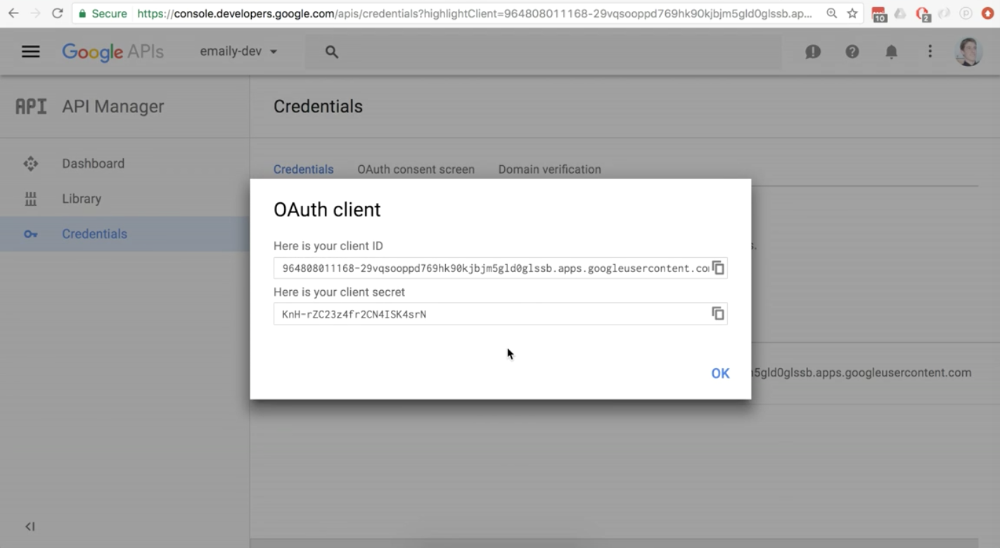 Secure https://console.developers.google.com/apis/credentials?highlightClient=964808011168-29vqsooppd769hk90kjbjm5gld0glssb.ap...
10
2
Google APIs
emaily-dev
API API Manager
Credentials
Dashboard
Library
Credentials
Credentials OAuth consent screen Domain verification
OAuth client
Here is your client ID
964808011168-29vqsooppd769hk90kjbjm5gld0glssb.apps.googleusercontent.co
Here is your client secret
KnH-rZC23z4fr2CN4ISK4srN
OK
5gld0glssb.apps.googleusercontent.com